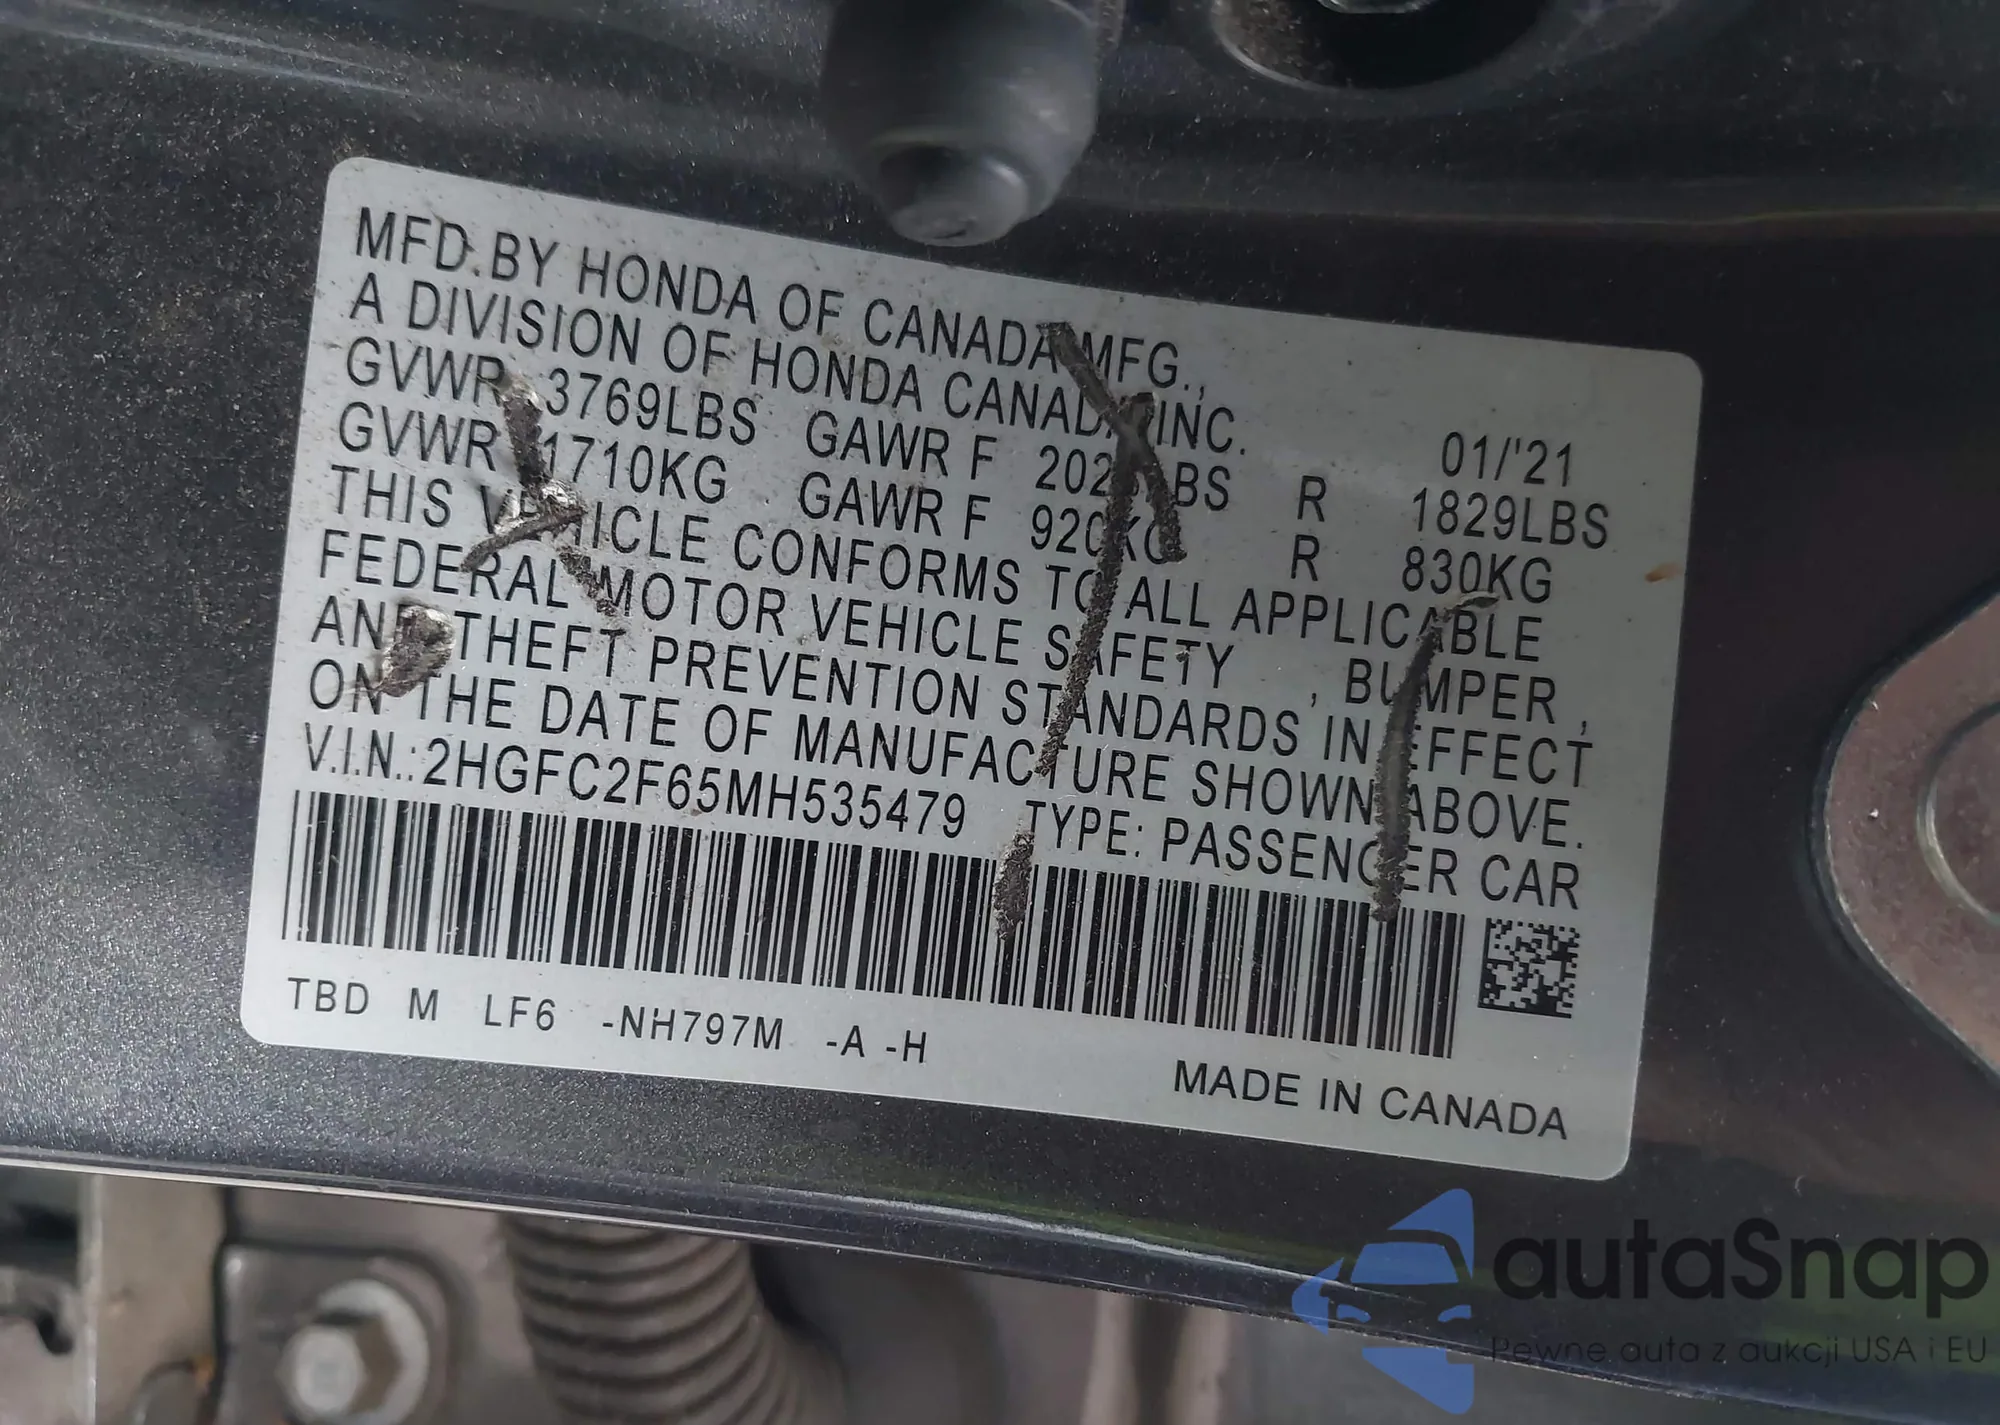 MFD.BY HONDA OF CANADA MFG.,
A DIVISION OF HONDA CANADA INC. 01/'21
GVWR 3769LBS GAWR F LBS R 1829LBS
GVWR 1710KG GAWR F 920KG R 830KG
THIS VEHICLE CONFORMS TO ALL APPLICABLE
FEDERAL MOTOR VEHICLE SAFETY , BUMPER ,
AND THEFT PREVENTION STANDARDS IN EFFECT
ON THE DATE OF MANUFACTURE SHOWN ABOVE.
V.I.N.:2HGFC2F65MH535479 TYPE: PASSENGER CAR
TBD M LF6 -NH797M -A -H
MADE IN CANADA
autaSnap
Pewne auta z aukcji USA i EU